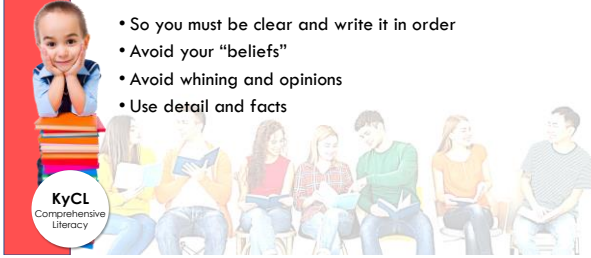 • So you must be clear and write it in order
• Avoid your “beliefs”
• Avoid whining and opinions
• Use detail and facts
KyCL
Comprehensive
Literacy